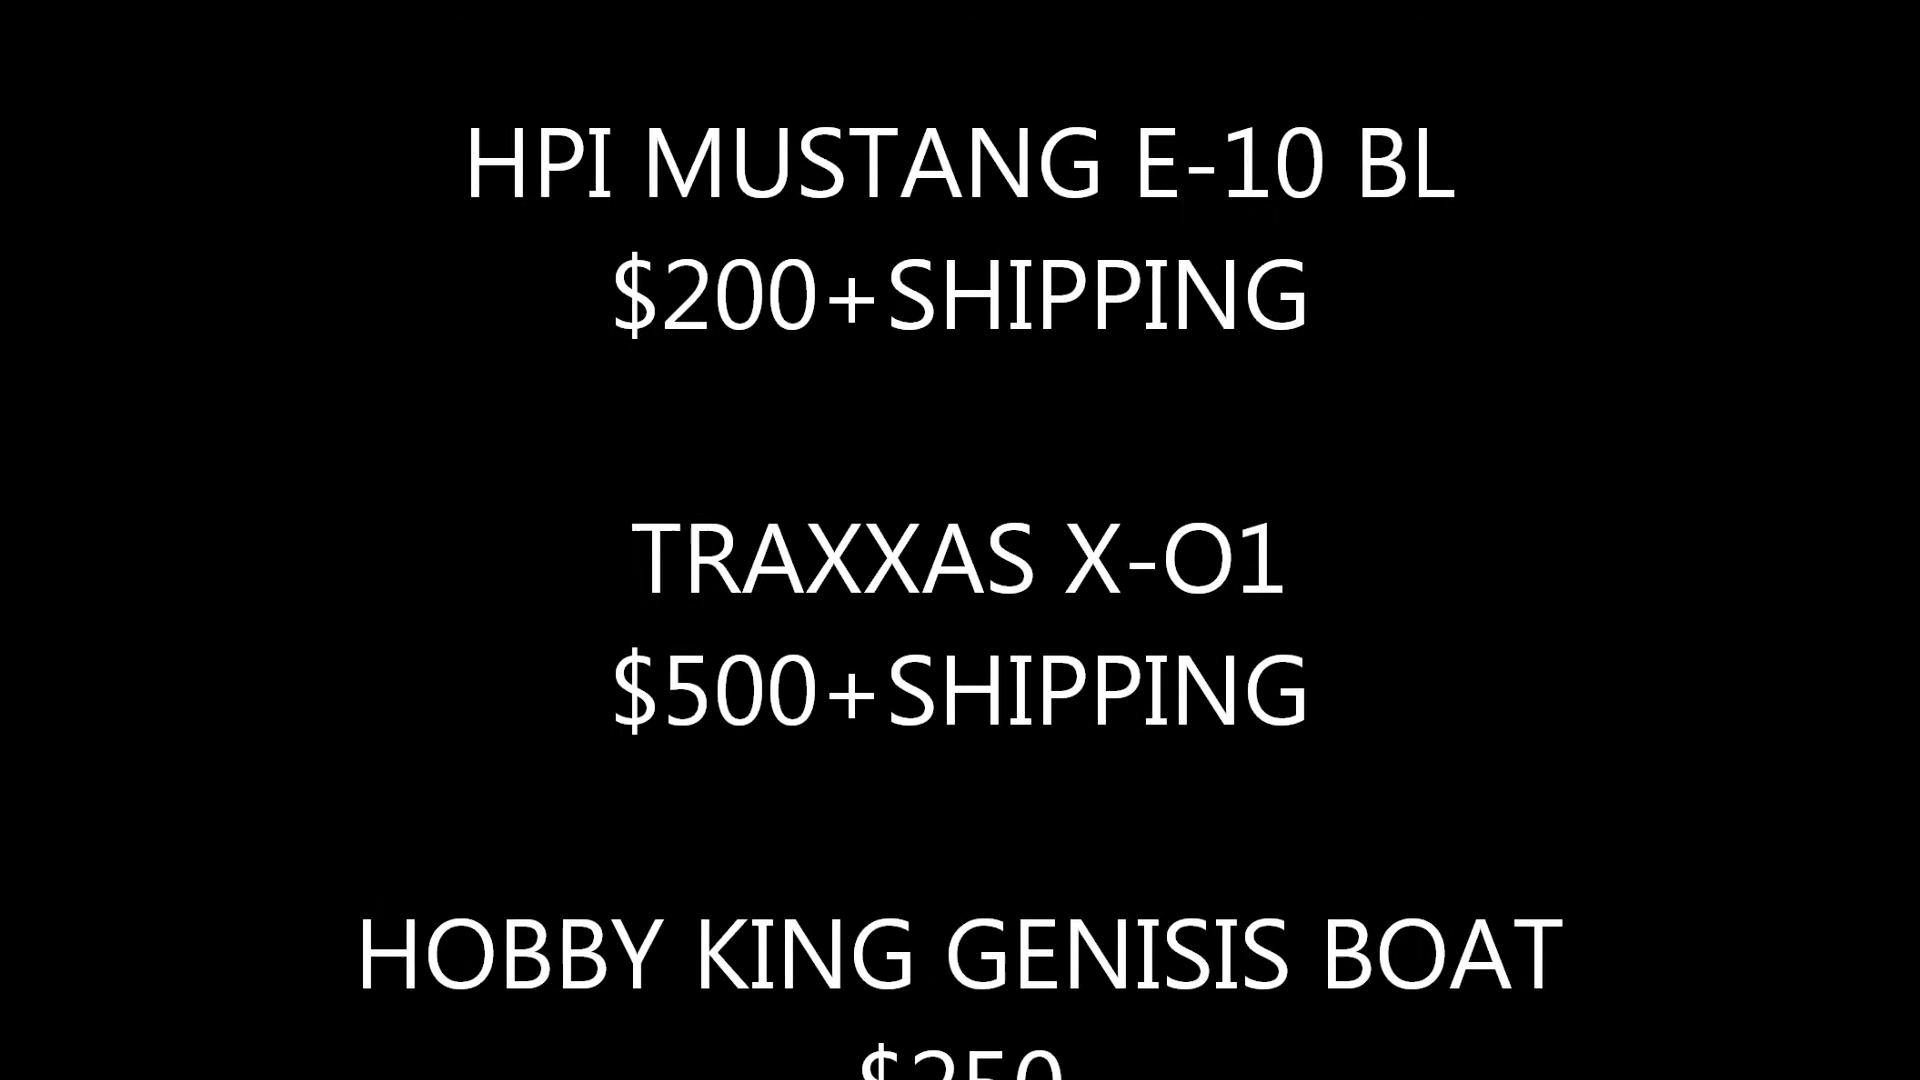 HPI MUSTANG E-10 BL
$200+SHIPPING
TRAXXAS X-O1
$500+SHIPPING
HOBBY KING GENISIS BOAT
$250